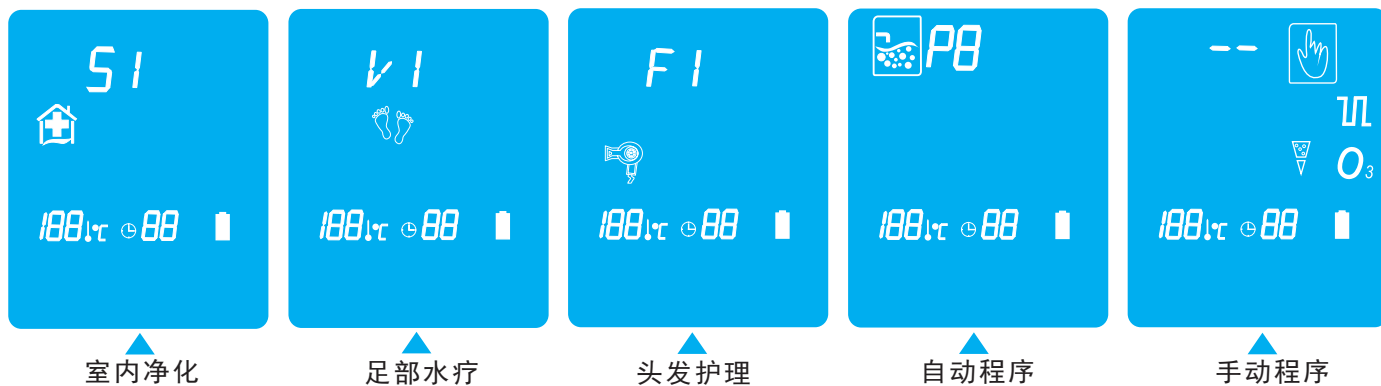 S1
V1
F1
P8
--
O₃
188 °C 88
188 °C 88
188 °C 88
188 °C 88
188 °C 88
室内净化
足部水疗
头发护理
自动程序
手动程序